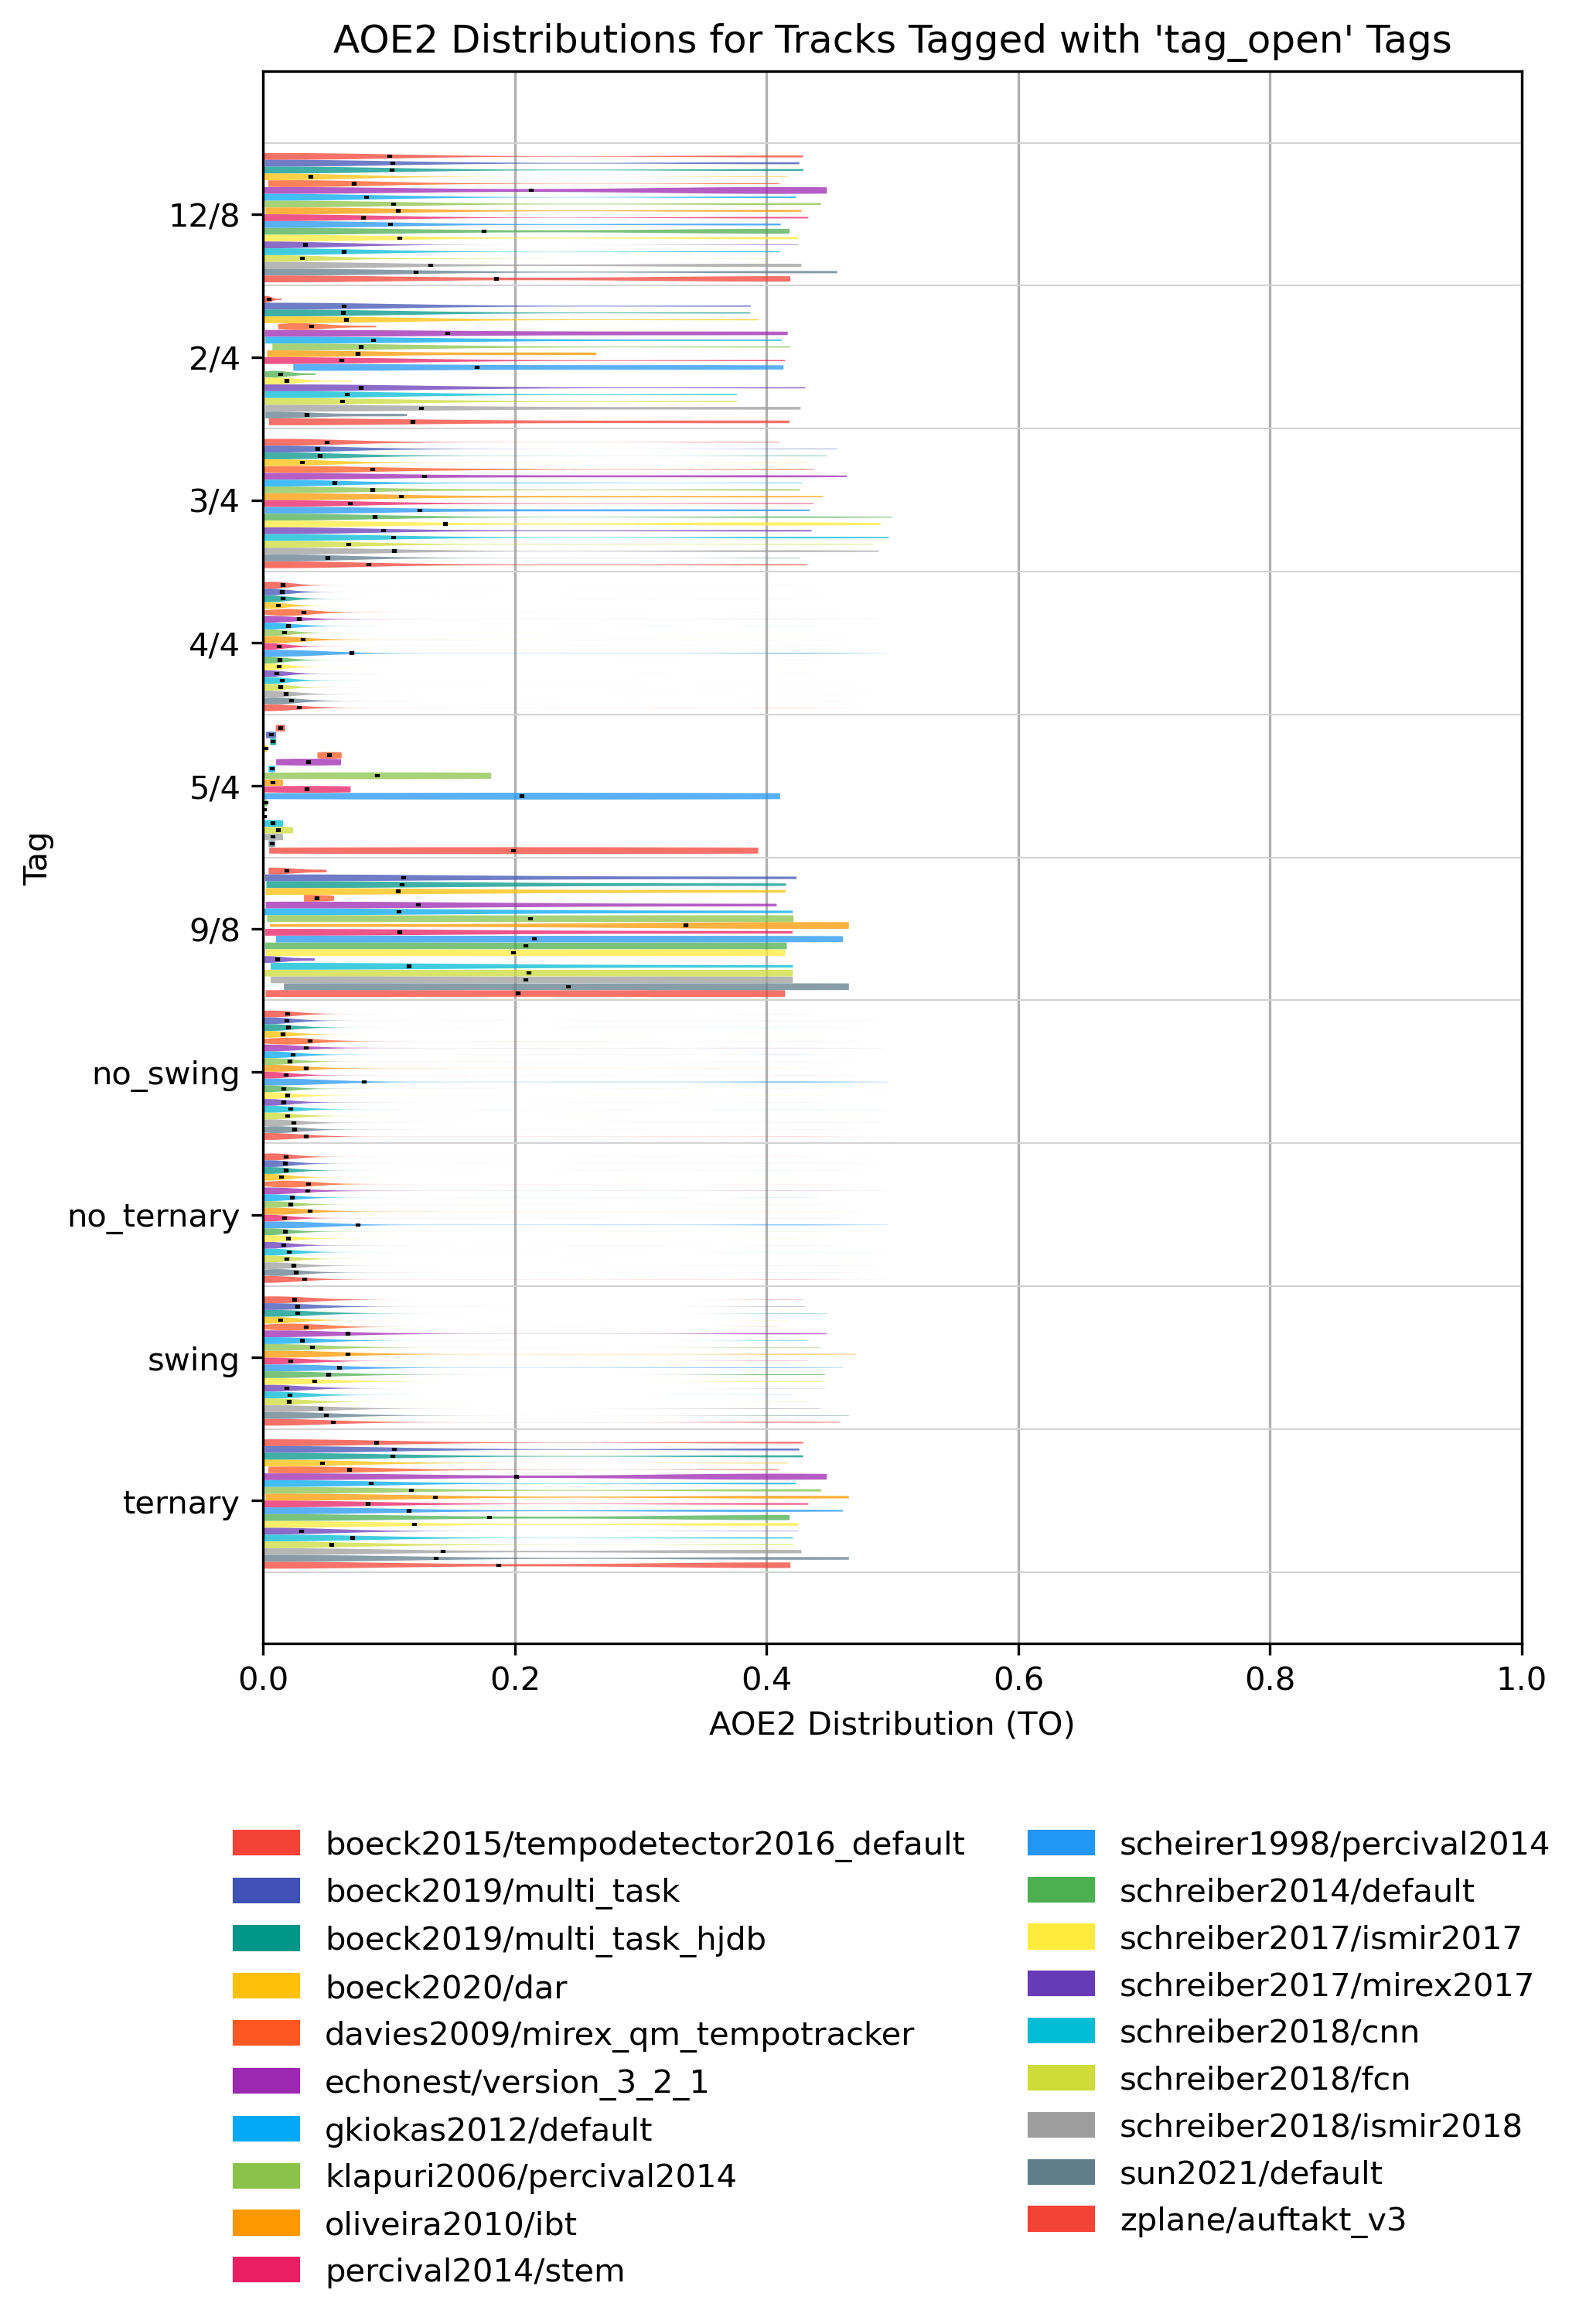 AOE2 Distributions for Tracks Tagged with 'tag_open' Tags
12/8
2/4
3/4
4/4
5/4
9/8
no_swing
no_ternary
swing
ternary
Tag
0.0 0.2 0.4 0.6 0.8 1.0
AOE2 Distribution (TO)
boeck2015/tempodetector2016_default
boeck2019/multi_task
boeck2019/multi_task_hjdb
boeck2020/dar
davies2009/mirex_qm_tempotracker
echonest/version_3_2_1
gkiokas2012/default
klapuri2006/percival2014
oliveira2010/ibt
percival2014/stem
scheirer1998/percival2014
schreiber2014/default
schreiber2017/ismir2017
schreiber2017/mirex2017
schreiber2018/cnn
schreiber2018/fcn
schreiber2018/ismir2018
sun2021/default
zplane/auftakt_v3